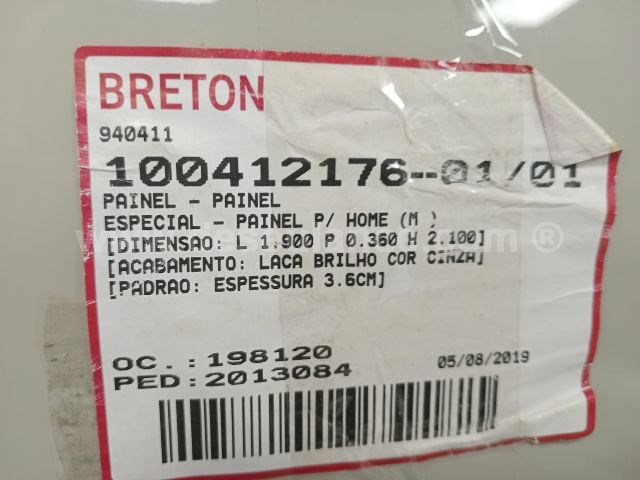 BRETON
940411
100412176-01/01
PAINEL - PAINEL
ESPECIAL - PAINEL P/ HOME (M )
[DIMENSAO: L 1.900 P 0.360 H 2.100]
[ACABAMENTO: LACA BRILHO COR CINZA]
[PADRAO: ESPESSURA 3.6CM]
OC.: 198120
05/08/2019
PED: 2013084